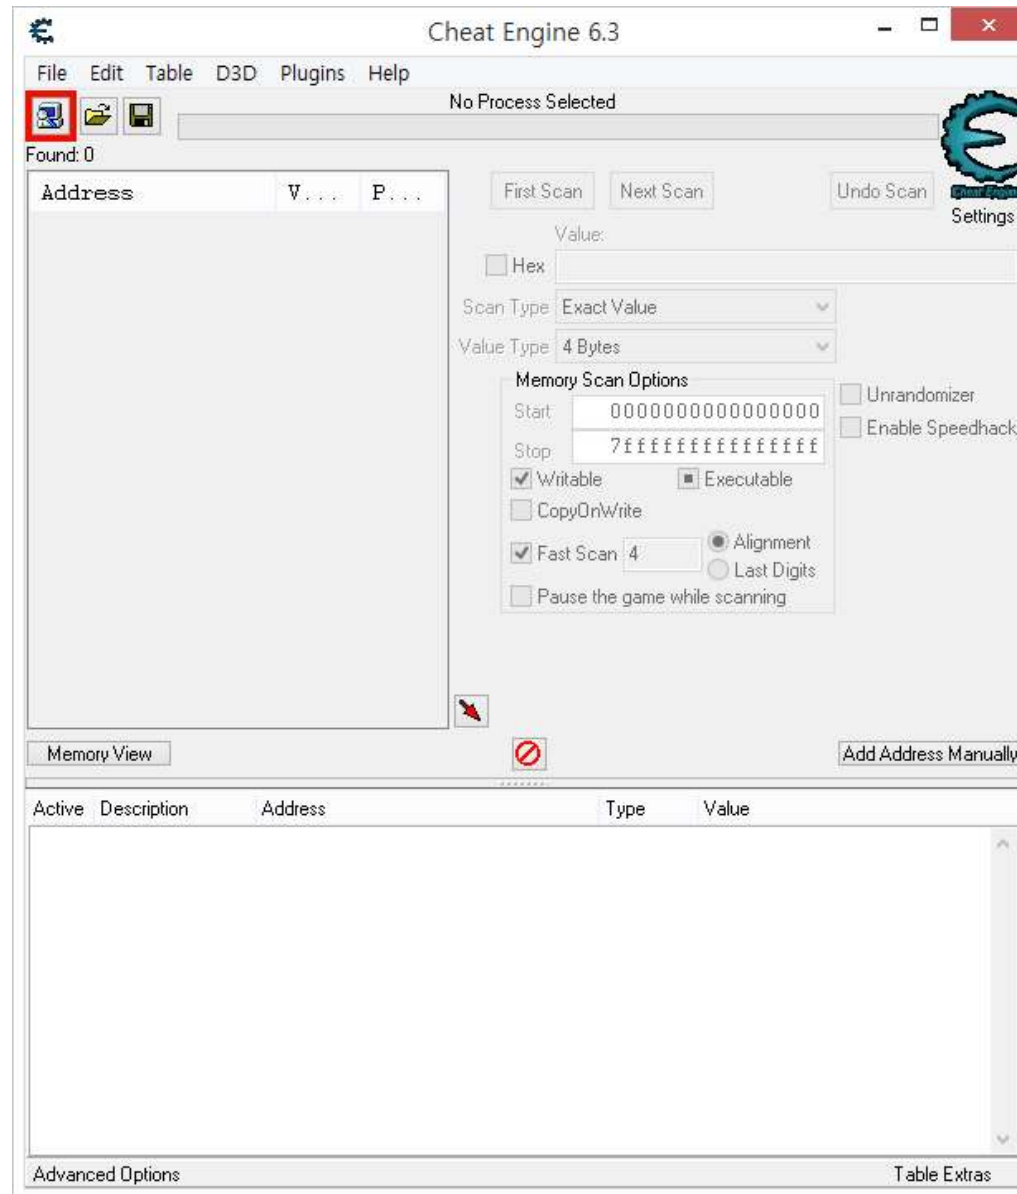 Cheat Engine 6.3
File Edit Table D3D Plugins Help
No Process Selected
Found: 0
Address V... P...
First Scan Next Scan Undo Scan
Cheat Engine
Settings
Value:
Hex
Scan Type Exact Value
Value Type 4 Bytes
Memory Scan Options
Start 0000000000000000
Stop 7fffffffffffffff
Unrandomizer
Enable Speedhack
Writable Executable
CopyOnWrite
Fast Scan 4 Alignment
Last Digits
Pause the game while scanning
Memory View Add Address Manually
Active Description Address Type Value
Advanced Options Table Extras